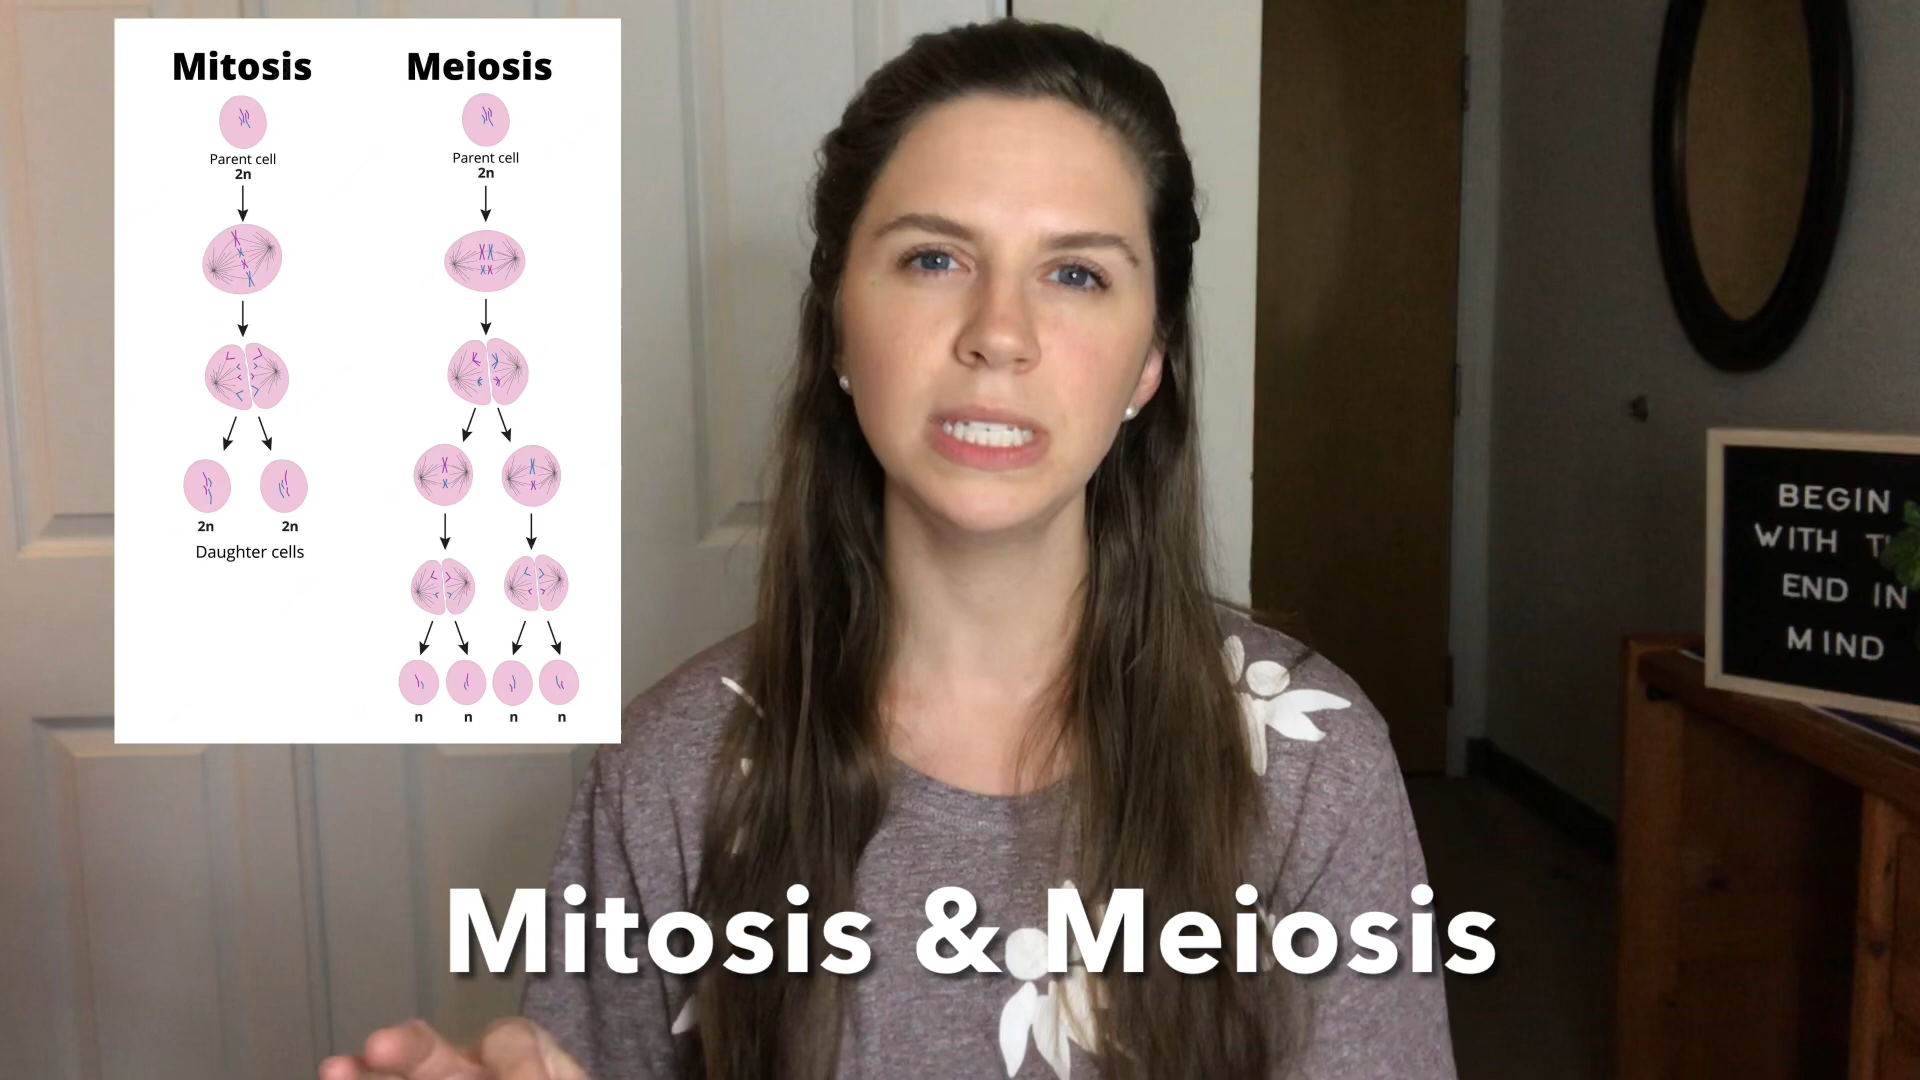 Mitosis
Meiosis
Parent cell
2n
Parent cell
2n
2n
2n
Daughter cells
n
n
n
n
BEGIN
WITH
END IN
MIND
Mitosis & Meiosis